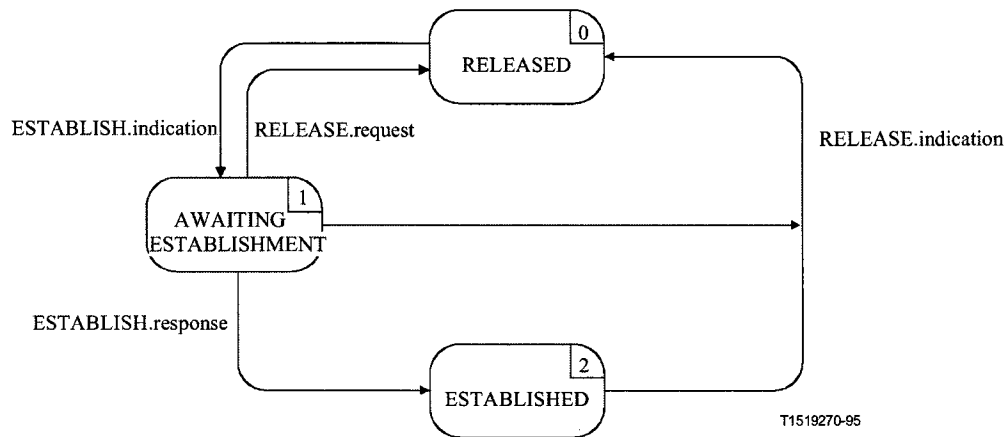 0
RELEASED
ESTABLISH.indication
RELEASE.request
RELEASE.indication
1
AWAITING
ESTABLISHMENT
ESTABLISH.response
2
ESTABLISHED
T1519270-95